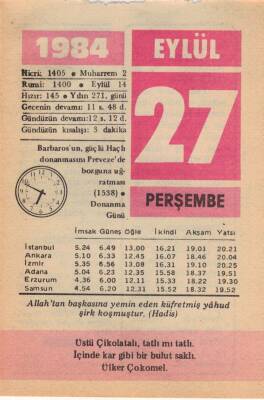 1984
EYLÜL
Hicri: 1405 • Muharrem 2
Rumi: 1400 • Eylül 14
Hızır: 145 • Yılın 271, günü
Gecenin devamı: 11 s. 48 d.
Gündüzün devamı: 12 s. 12 d.
Gündüzün kısalışı: 3 dakika
27
PERŞEMBE
Barbaros'un, güçlü Haçlı
donanmasını Preveze'de
bozguna uğ-
ratması
(1538) •
Donanma
Günü
İmsak Güneş Öğle İkindi Akşam Yatsı
İstanbul 5.24 6.49 13.00 16.21 19.01 20.21
Ankara 5.10 6.33 12.45 16.07 18.46 20.04
İzmir 5.35 6.56 13.08 16.31 19.10 20.25
Adana 5.04 6.23 12.35 15.58 18.37 19.51
Erzurum 4.36 6.00 12.11 15.33 18.22 19.30
Samsun 4.54 6.20 12.31 15.52 18.32 19.52
Allah'tan başkasına yemin eden küfretmiş yâhud
şirk koşmuştur. (Hadis)
Üstü Çikolatalı, tatlı mı tatlı.
İçinde kar gibi bir bulut saklı.
Ülker Çokomel.